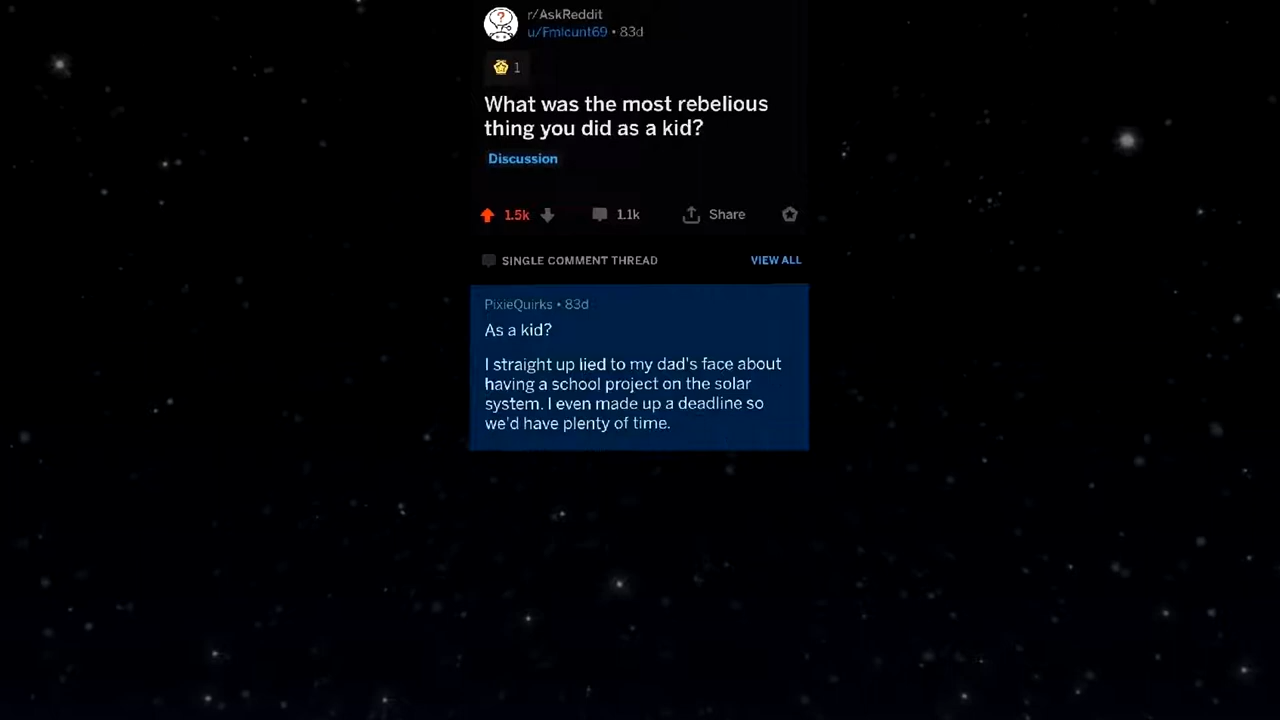 r/AskReddit
u/Fmlcunt69 • 83d
1
What was the most rebelious
thing you did as a kid?
Discussion
1.5k 1.1k Share
SINGLE COMMENT THREAD VIEW ALL
PixieQuirks • 83d
As a kid?
I straight up lied to my dad's face about
having a school project on the solar
system. I even made up a deadline so
we'd have plenty of time.